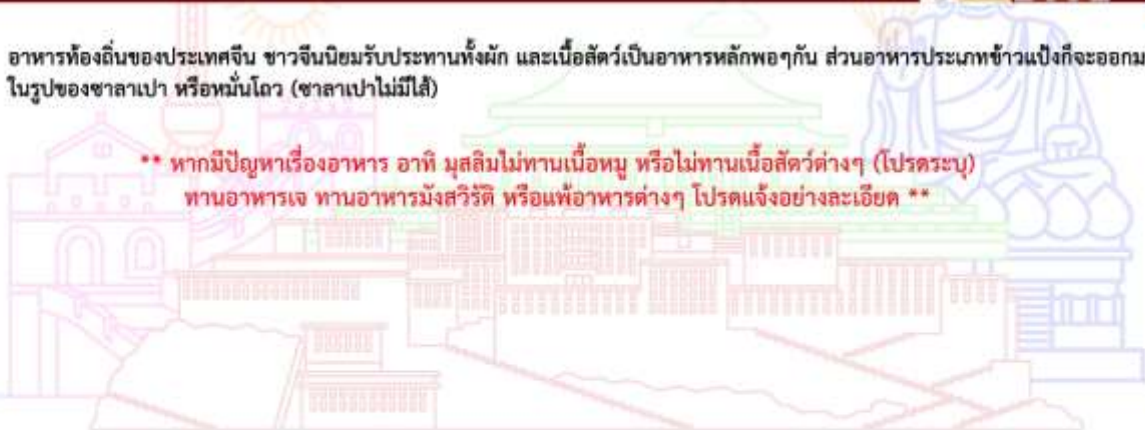 อาหารท้องถิ่นของประเทศจีน ชาวจีนนิยมรับประทานทั้งผัก และเนื้อสัตว์เป็นอาหารหลักพอๆกัน ส่วนอาหารประเภทข้าวแป้งก็จะออกม
ในรูปของซาลาเปา หรือหมั่นโถว (ซาลาเปาไม่มีไส้)
** หากมีปัญหาเรื่องอาหาร อาทิ มุสลิมไม่ทานเนื้อหมู หรือไม่ทานเนื้อสัตว์ต่างๆ (โปรดระบุ)
ทานอาหารเจ ทานอาหารมังสวิรัติ หรือแพ้อาหารต่างๆ โปรดแจ้งอย่างละเอียด **